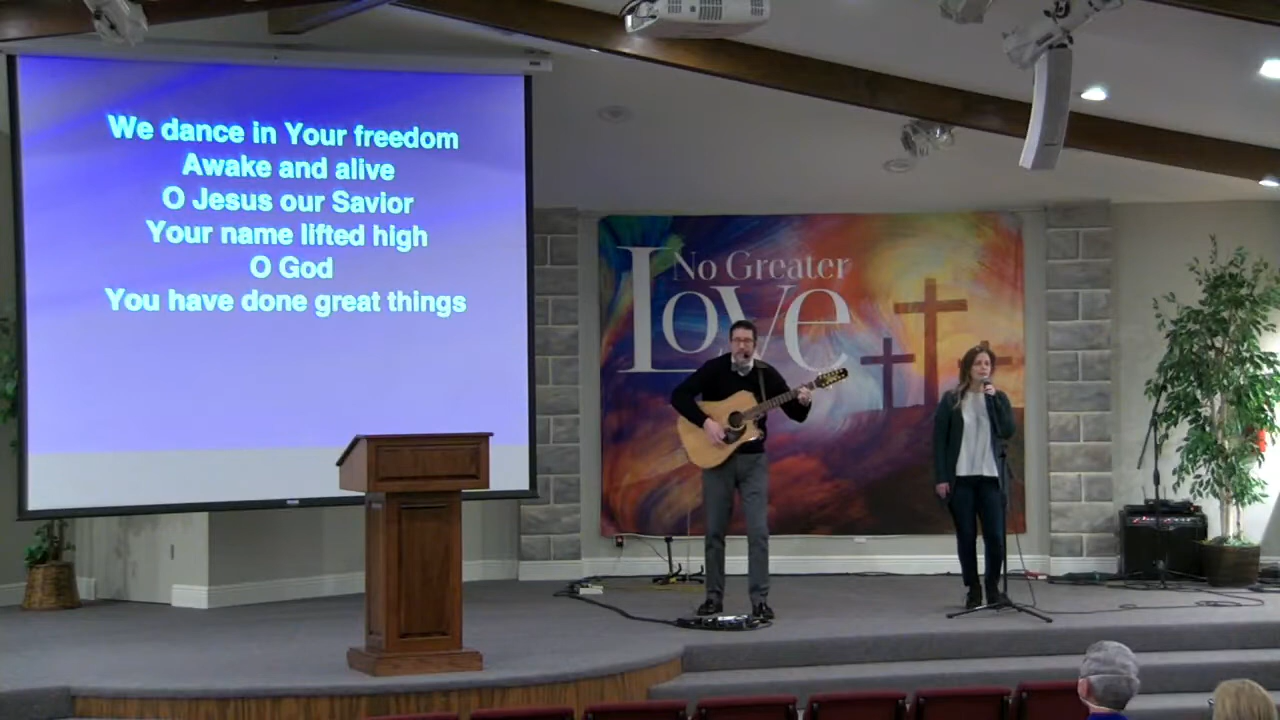 We dance in Your freedom
Awake and alive
O Jesus our Savior
Your name lifted high
O God
You have done great things
No Greater
Love